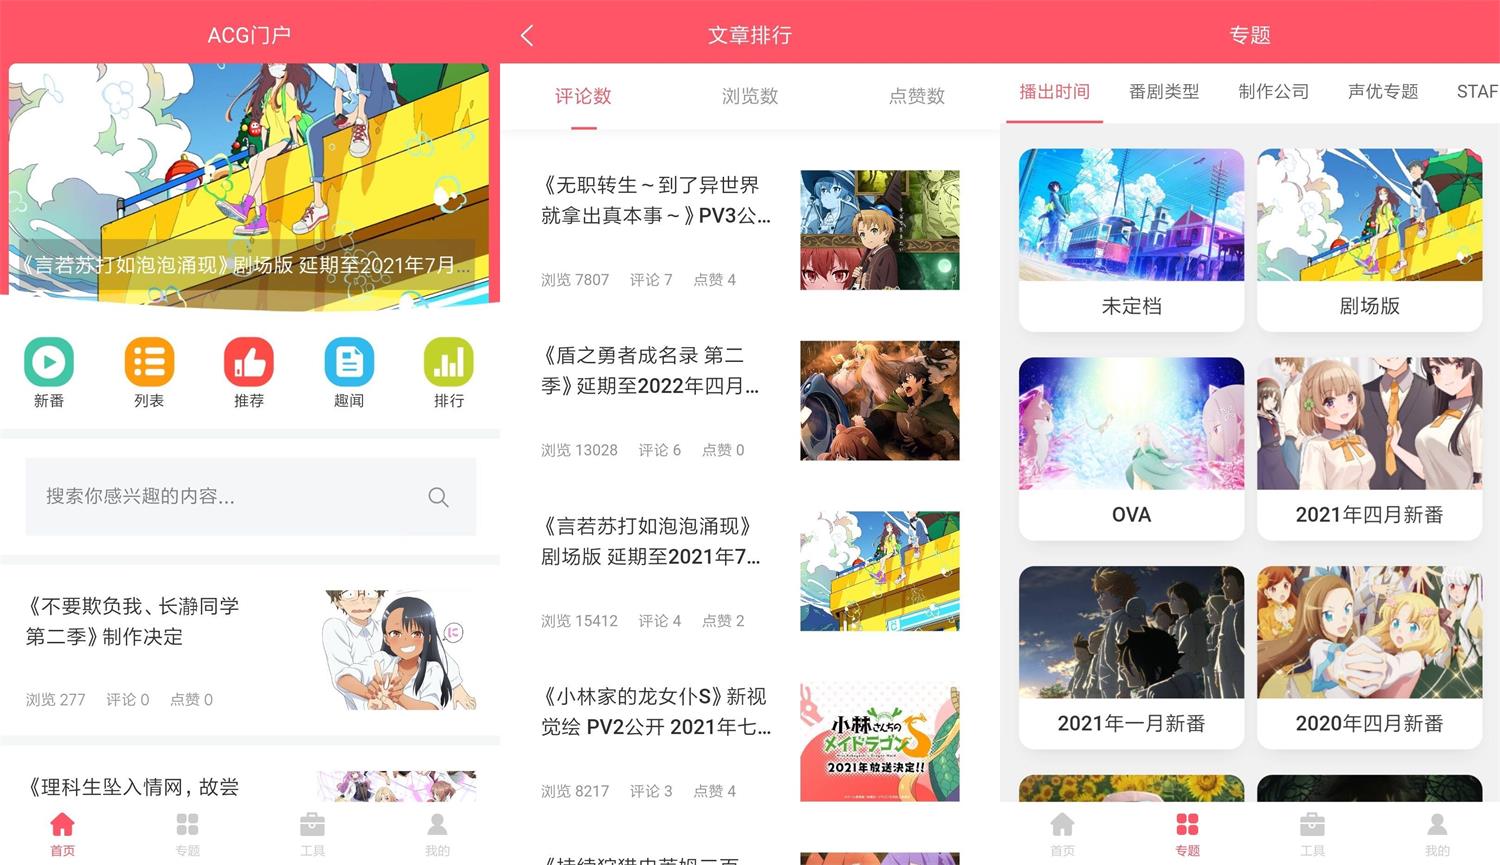 ACG门户
《言若苏打如泡泡涌现》剧场版 延期至2021年7月...
新番
列表
推荐
趣闻
排行
搜索你感兴趣的内容...
《不要欺负我、长瀞同学
第二季》制作决定
浏览 277 评论 0 点赞 0
《理科生坠入情网，故尝
首页
专题
工具
我的
文章排行
评论数
浏览数
点赞数
《无职转生～到了异世界
就拿出真本事～》PV3公...
浏览 7807 评论 7 点赞 4
《盾之勇者成名录 第二
季》延期至2022年四月...
浏览 13028 评论 6 点赞 0
《言若苏打如泡泡涌现》
剧场版 延期至2021年7...
浏览 15412 评论 4 点赞 2
《小林家的龙女仆S》新视
觉绘 PV2公开 2021年七...
小林さんちの
メイドラゴンS
2021年放送決定!!
浏览 8217 评论 3 点赞 4
专题
播出时间
番剧类型
制作公司
声优专题
STAF
未定档
剧场版
OVA
2021年四月新番
2021年一月新番
2020年四月新番
首页
专题
工具
我的